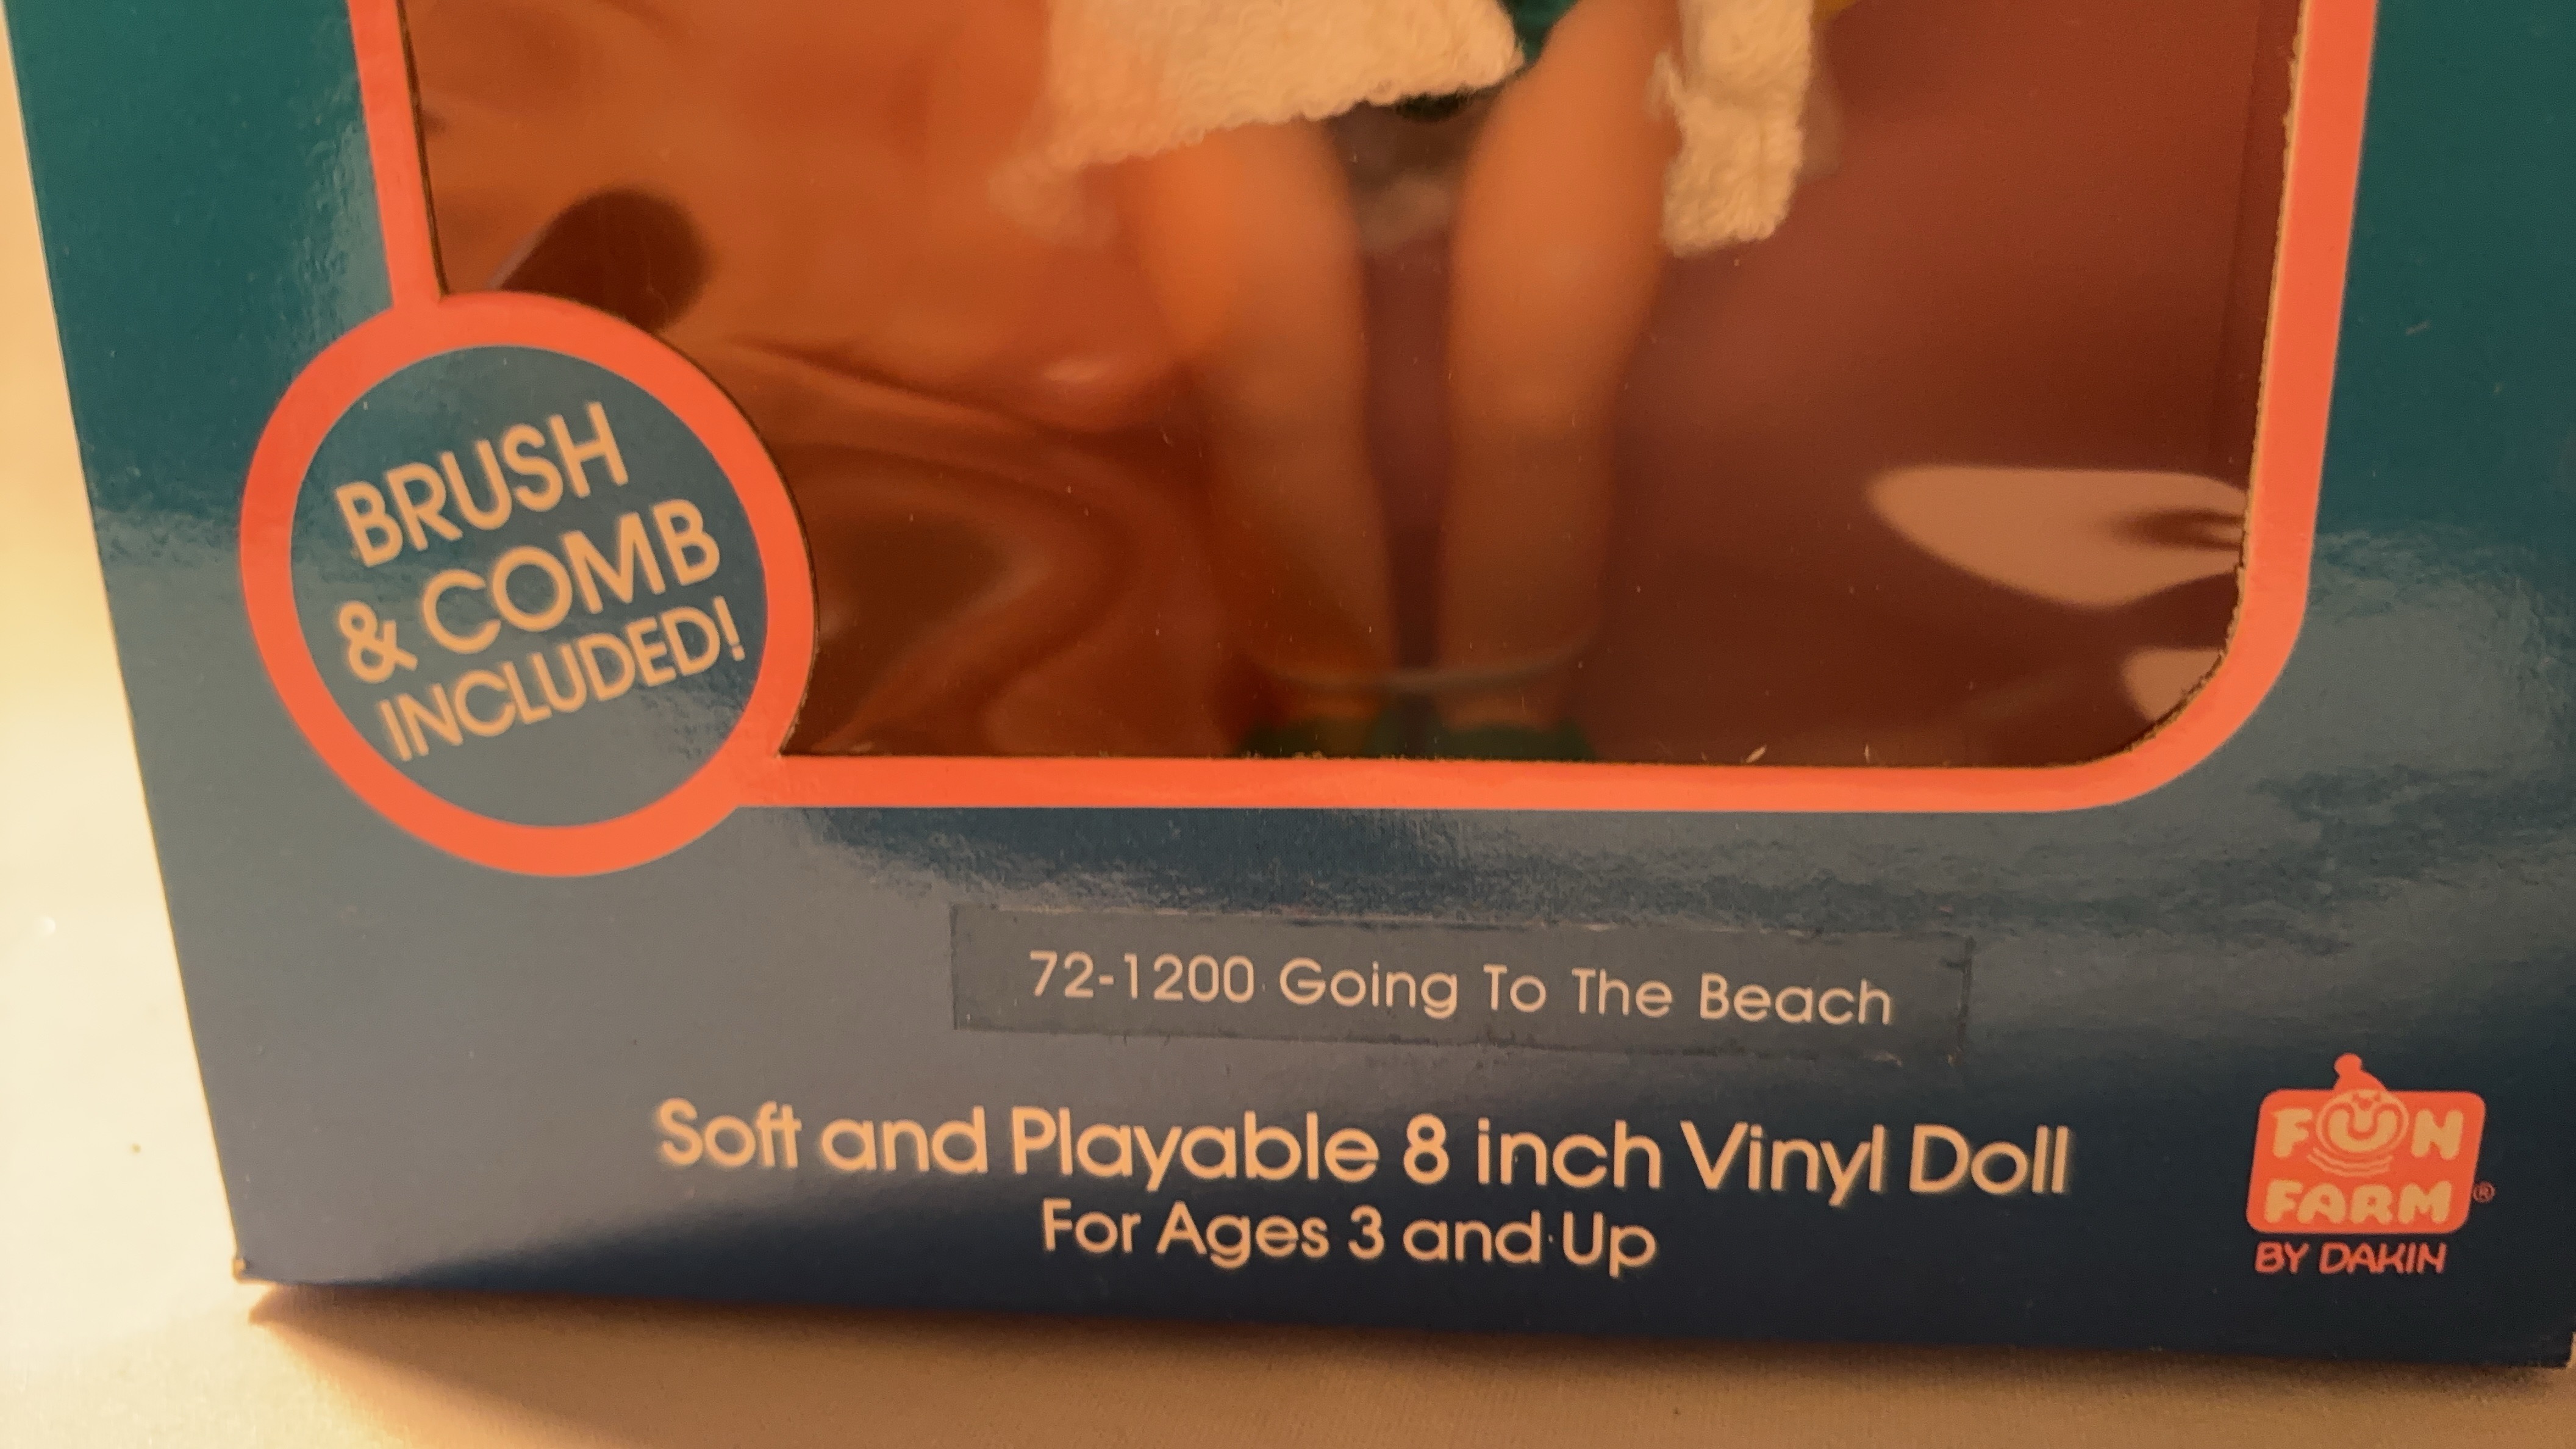 BRUSH
& COMB
INCLUDED!
72-1200 Going To The Beach
Soft and Playable 8 inch Vinyl Doll
For Ages 3 and Up
FUN
FARM®
BY DAKIN